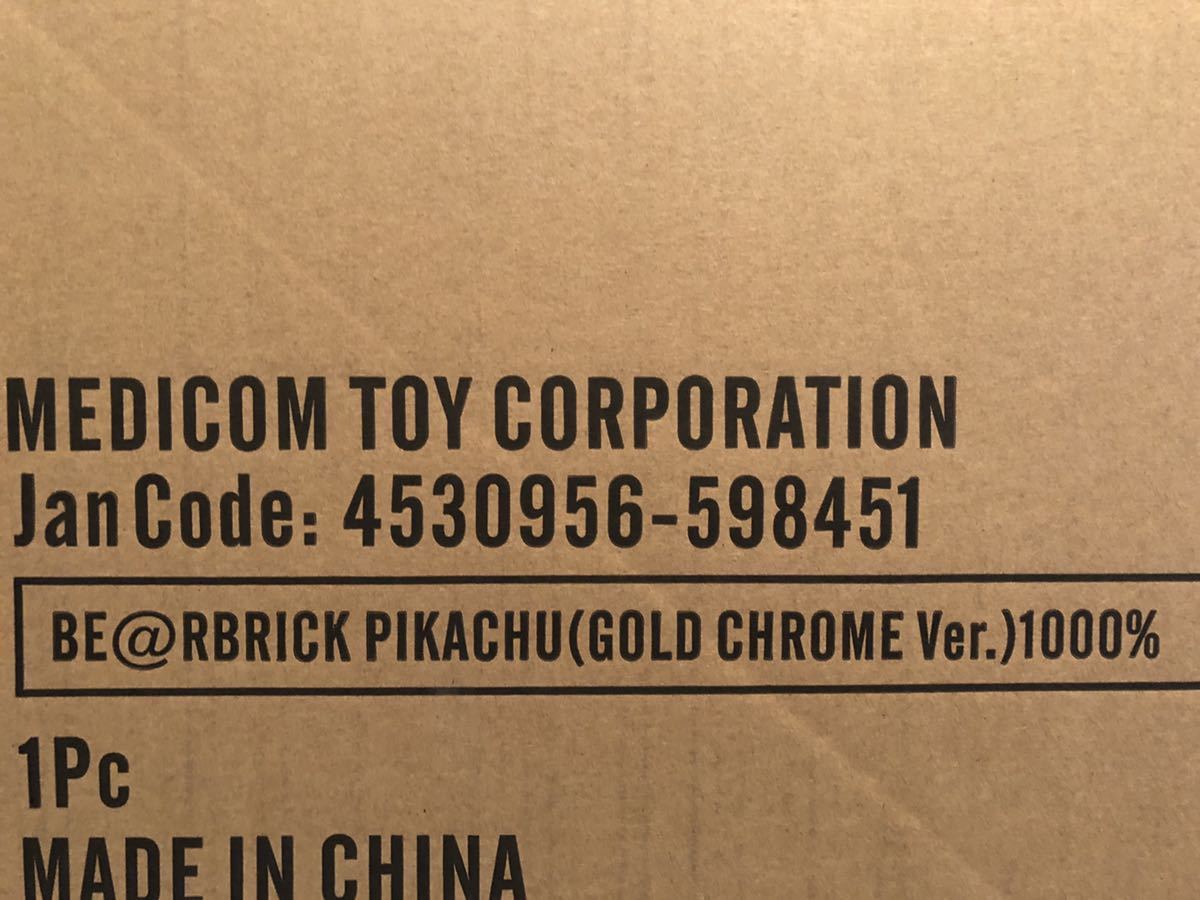 MEDICOM TOY CORPORATION
Jan Code: 4530956-598451
BE@RBRICK PIKACHU(GOLD CHROME Ver.)1000%
1Pc
MADE IN CHINA